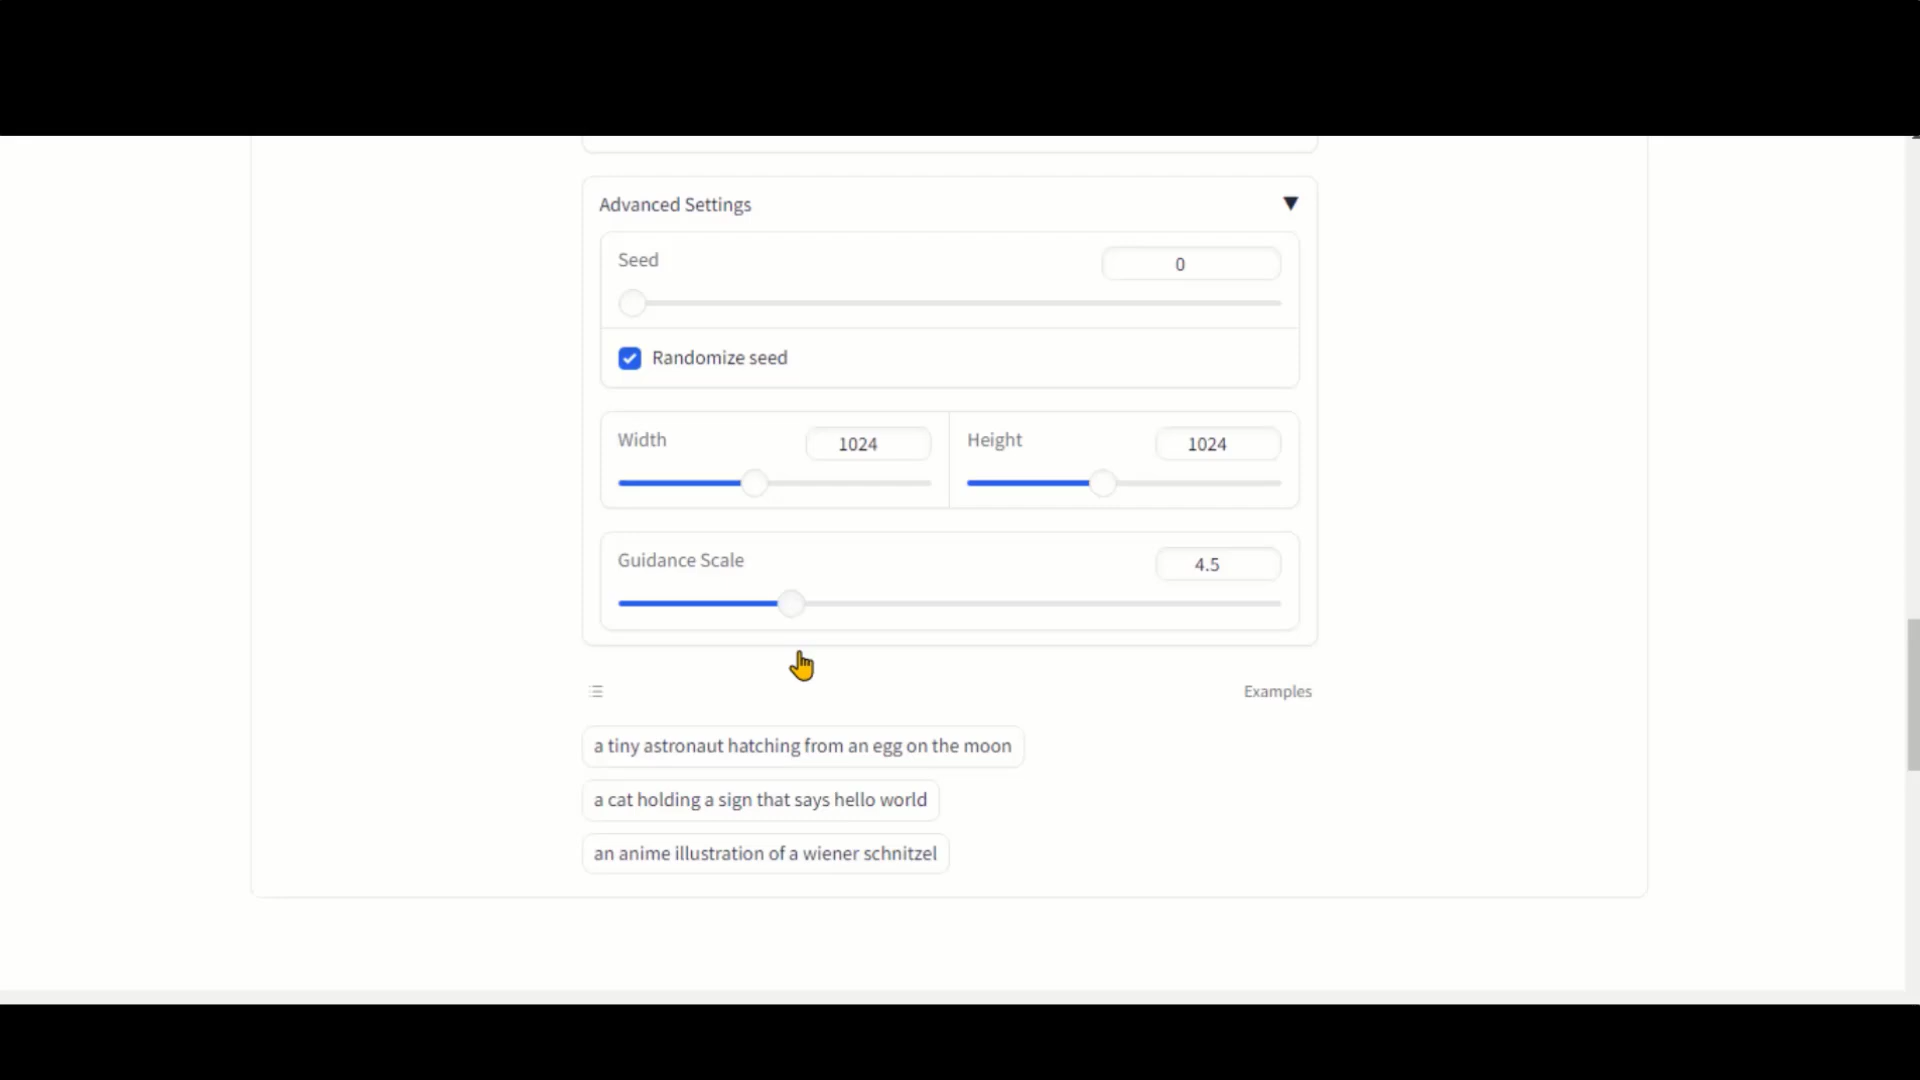 Advanced Settings
Seed
0
Randomize seed
Width
1024
Height
1024
Guidance Scale
4.5
Examples
a tiny astronaut hatching from an egg on the moon
a cat holding a sign that says hello world
an anime illustration of a wiener schnitzel